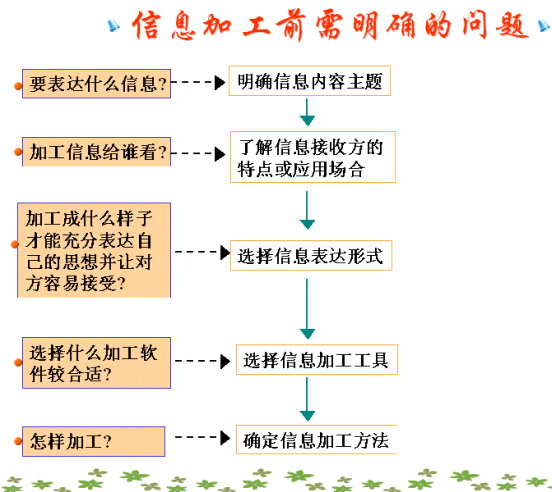 信息加工前需明确的问题
要表达什么信息?
明确信息内容主题
加工信息给谁看?
了解信息接收方的
特点或应用场合
加工成什么样子
才能充分表达自
己的思想并让对
方容易接受?
选择信息表达形式
选择什么加工软
件较合适?
选择信息加工工具
怎样加工?
确定信息加工方法